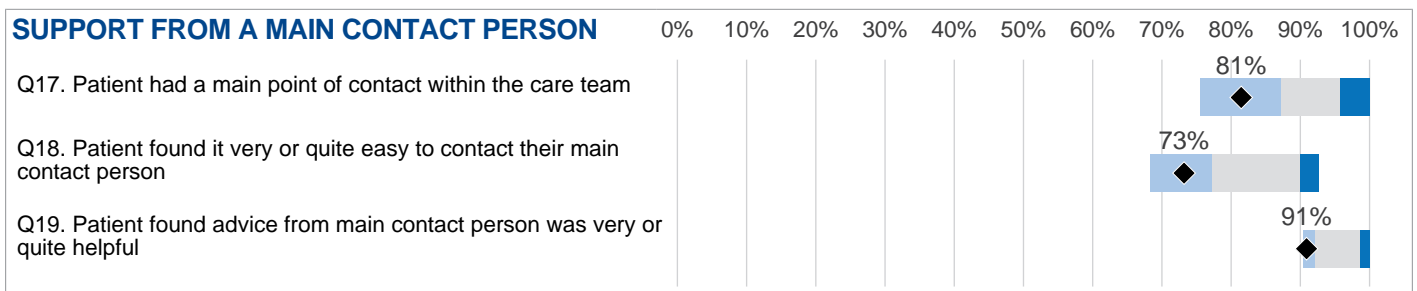 SUPPORT FROM A MAIN CONTACT PERSON 0% 10% 20% 30% 40% 50% 60% 70% 80% 90% 100%
Q17. Patient had a main point of contact within the care team 81%
Q18. Patient found it very or quite easy to contact their main 73%
contact person
Q19. Patient found advice from main contact person was very or 91%
quite helpful